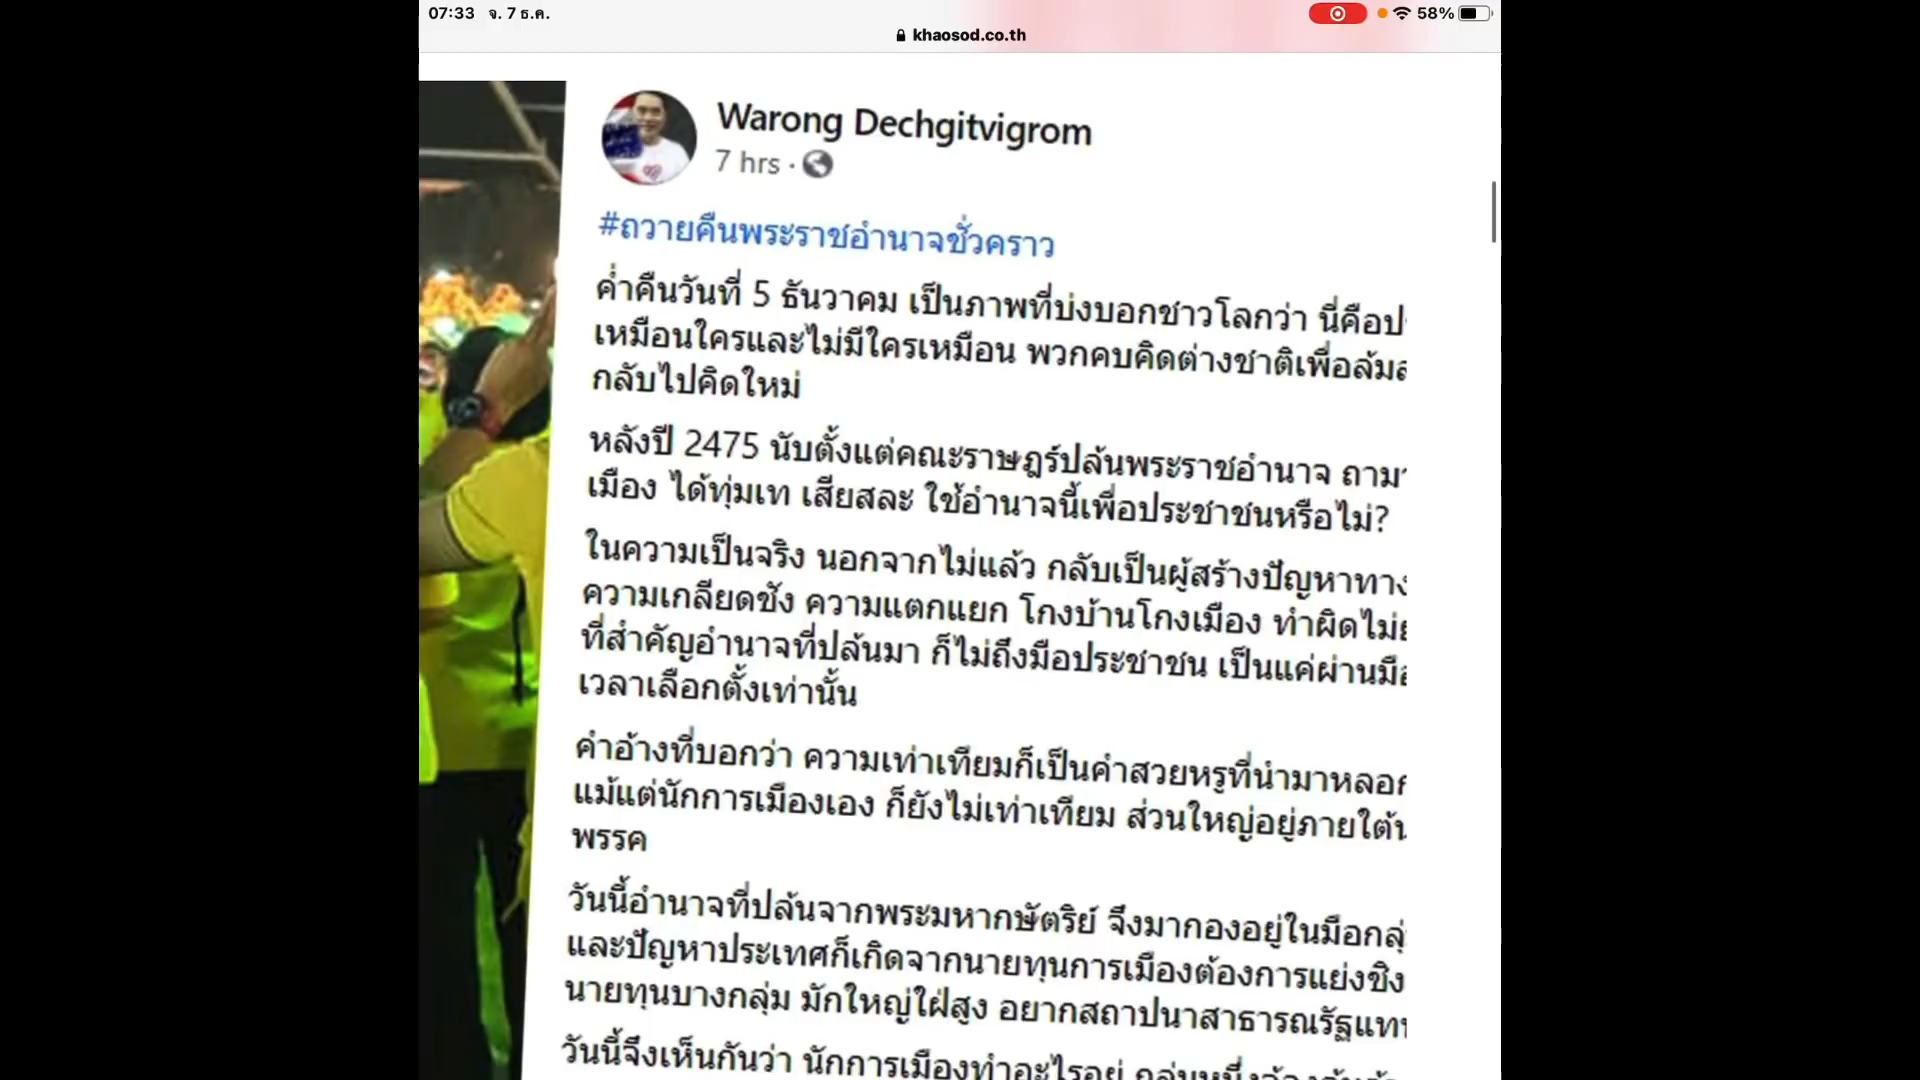 07:33 จ. 7 ธ.ค.
58%
khaosod.co.th
Warong Dechgitvigrom
7 hrs ·
#ถวายคืนพระราชอำนาจชั่วคราว
ค่ำคืนวันที่ 5 ธันวาคม เป็นภาพที่บ่งบอกชาวโลกว่า นี่คือ
เหมือนใครและไม่มีใครเหมือน พวกคบคิดต่างชาติเพื่อล้ม
กลับไปคิดใหม่
หลังปี 2475 นับตั้งแต่คณะราษฎร์ปล้นพระราชอำนาจ
เมือง ได้ทุ่มเท เสียสละ ใช้อำนาจนี้เพื่อประชาชนหรือไม่?
ในความเป็นจริง นอกจากไม่แล้ว กลับเป็นผู้สร้างปัญหาทาง
ความเกลียดชัง ความแตกแยก โกงบ้านโกงเมือง ทำผิดไม่
ที่สำคัญอำนาจที่ปล้นมา ก็ไม่ถึงมือประชาชน เป็นแค่ผ่าน
เวลาเลือกตั้งเท่านั้น
คำอ้างที่บอกว่า ความเท่าเทียมก็เป็นคำสวยหรูที่นำมา
แม้แต่นักการเมืองเอง ก็ยังไม่เท่าเทียม ส่วนใหญ่อยู่ภายใต้
พรรค
วันนี้อำนาจที่ปล้นจากพระมหากษัตริย์ จึงมากองอยู่ในมือ
และปัญหาประเทศก็เกิดจากนายทุนการเมืองต้องการแย่งชิง
นายทุนบางกลุ่ม มักใหญ่ใฝ่สูง อยากสถาปนาสาธารณรัฐ
วันนี้จึงเห็นกันว่า นักการเมืองทำอะไรอยู่